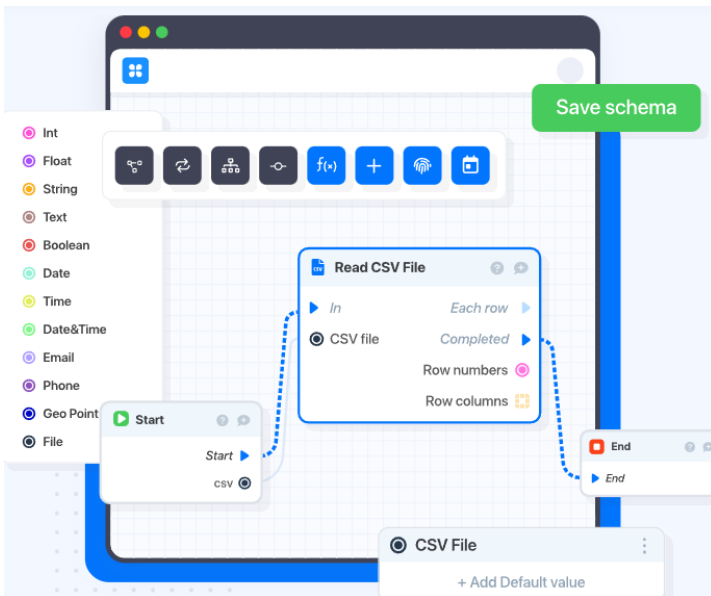 Save schema
Int
Float
String
Text
Boolean
Date
Time
Date&Time
Email
Phone
Geo Point
File
f(x)
CSV
Read CSV File
In
Each row
CSV file
Completed
Row numbers
Row columns
Start
Start
csv
End
End
CSV File
+ Add Default value